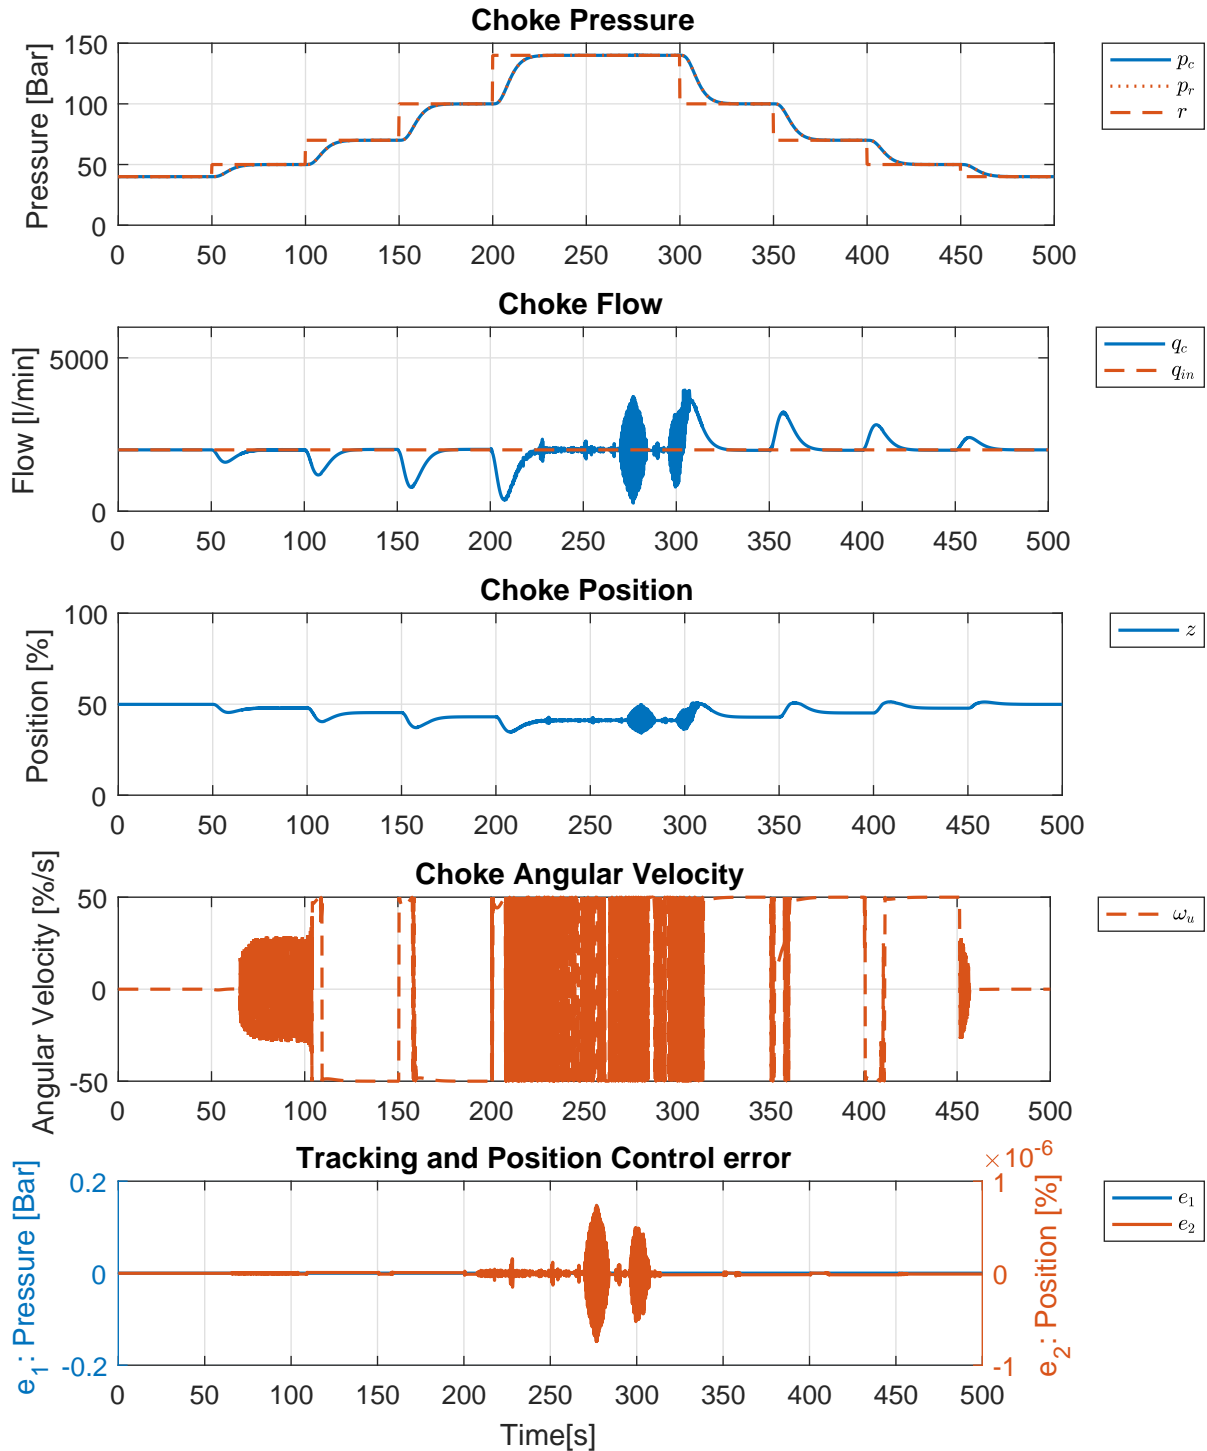 Choke Pressure
Pressure [Bar]
150
100
50
0
0 50 100 150 200 250 300 350 400 450 500
p_c
p_r
r
Choke Flow
Flow [l/min]
5000
0
0 50 100 150 200 250 300 350 400 450 500
q_c
q_in
Choke Position
Position [%]
100
50
0
0 50 100 150 200 250 300 350 400 450 500
z
Choke Angular Velocity
Angular Velocity [%/s]
50
0
-50
0 50 100 150 200 250 300 350 400 450 500
ω_u
Tracking and Position Control error
× 10^-6
e_1: Pressure [Bar]
0.2
0
-0.2
1
0
-1
e_2: Position [%]
0 50 100 150 200 250 300 350 400 450 500
Time[s]
e_1
e_2